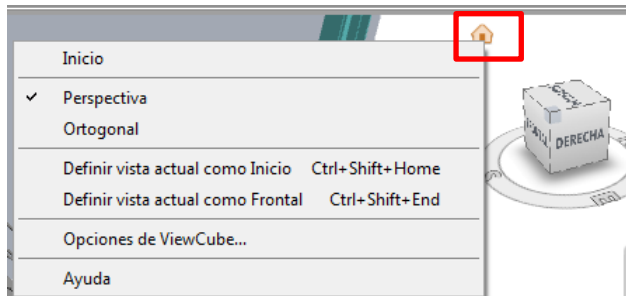 Inicio
Perspectiva
Ortogonal
Definir vista actual como Inicio Ctrl+Shift+Home
Definir vista actual como Frontal Ctrl+Shift+End
Opciones de ViewCube...
Ayuda
DERECHA